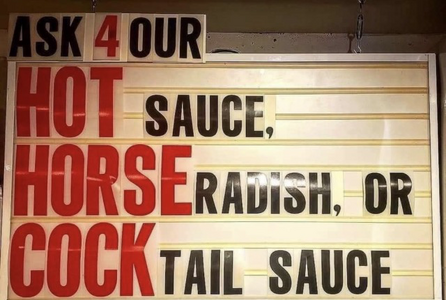 ASK 4 OUR
HOT SAUCE,
HORSERADISH, OR
COCKTAIL SAUCE